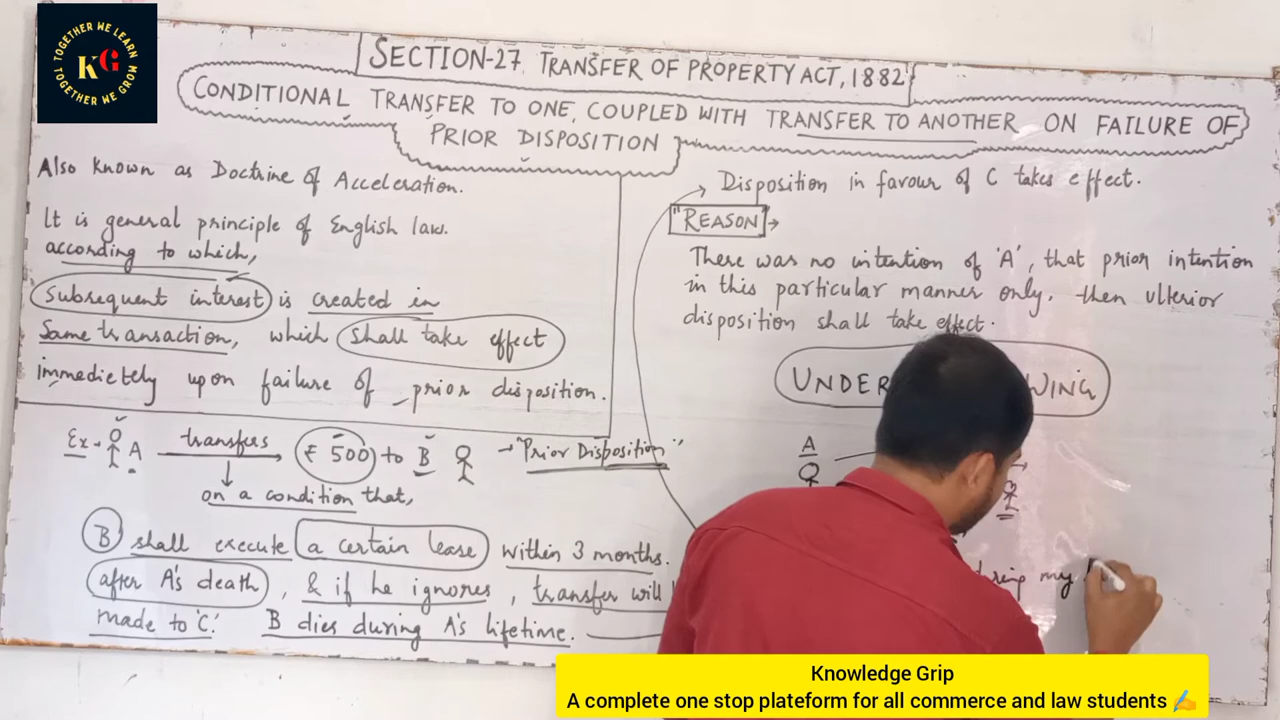 TOGETHER WE LEARN
KG
TOGETHER WE GROW
SECTION-27, TRANSFER OF PROPERTY ACT, 1882
CONDITIONAL TRANSFER TO ONE, COUPLED WITH TRANSFER TO ANOTHER ON FAILURE OF
PRIOR DISPOSITION
Also known as Doctrine of Acceleration.
It is general principle of English law.
according to which,
Subsequent interest is created in
Same transaction, which shall take effect
immedietely upon failure of prior disposition.
Ex- A transfers ₹ 500 to B → "Prior Disposition"
on a condition that,
B shall execute a certain lease within 3 months.
after A's death, & if he ignores, transfer will
made to 'C'. B dies during A's lifetime.
→ Disposition in favour of C takes effect.
"REASON" →
There was no intention of 'A', that prior intention
in this particular manner only, then ulterior
disposition shall take effect.
UNDER WING
A
my
Knowledge Grip
A complete one stop plateform for all commerce and law students ✍️